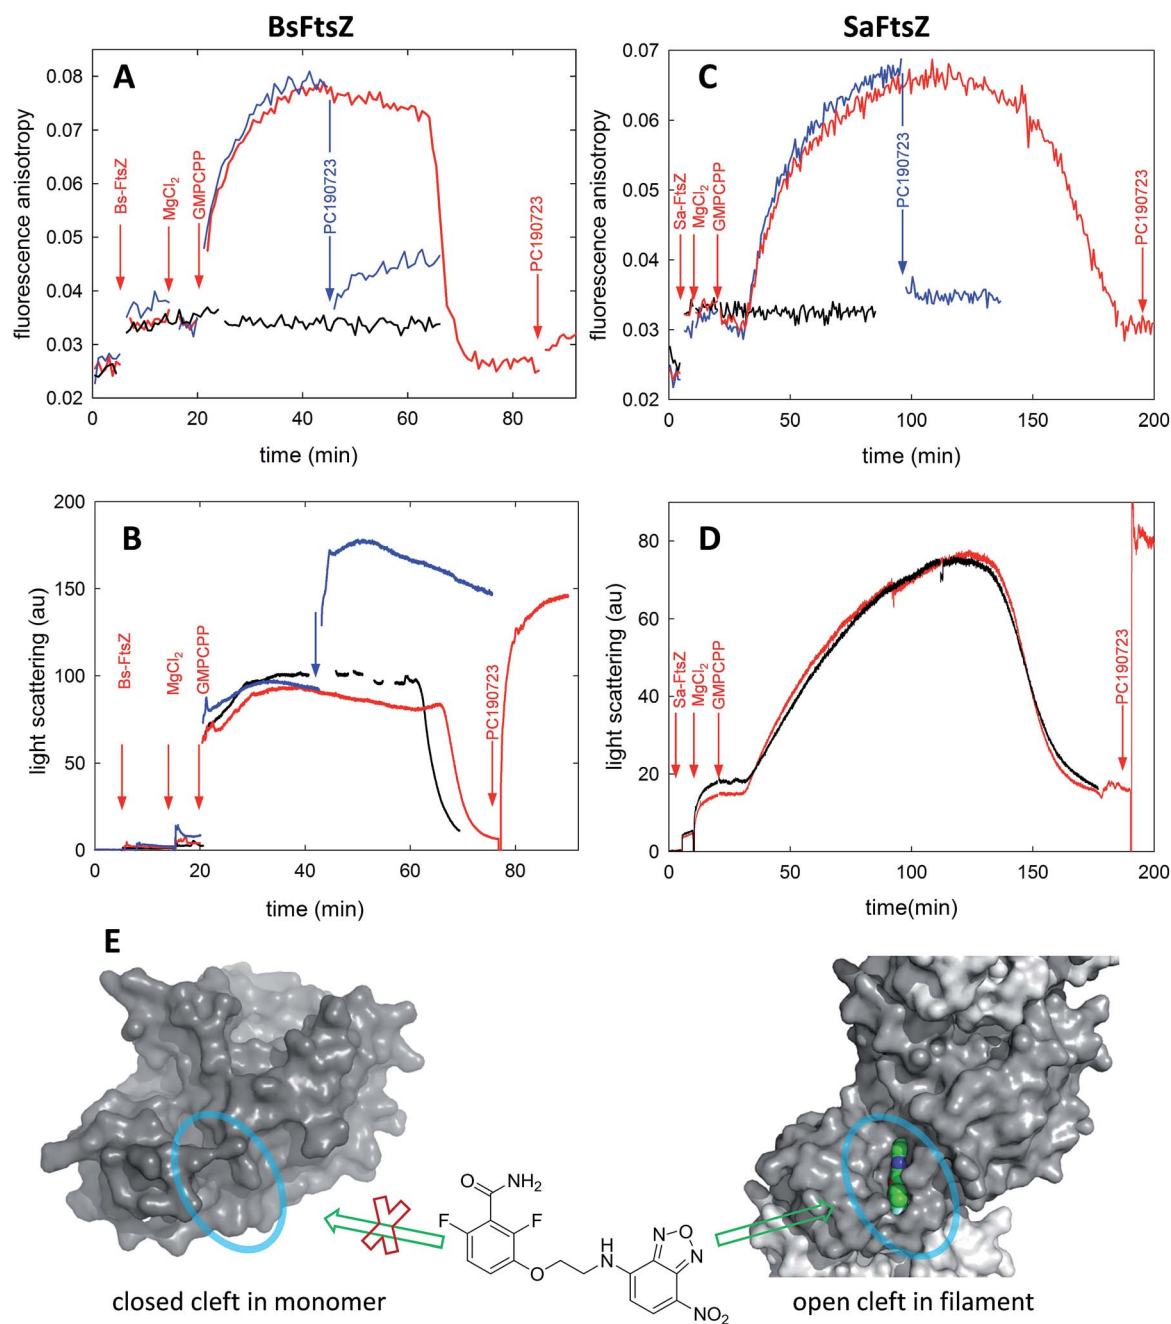 BsFtsZ
SaFtsZ
A
fluorescence anisotropy
0.08
0.07
0.06
0.05
0.04
0.03
0.02
0
20
40
60
80
time (min)
Bs-FtsZ
MgCl₂
GMPCPP
PC190723
PC190723
C
fluorescence anisotropy
0.07
0.06
0.05
0.04
0.03
0.02
0
50
100
150
200
time (min)
Sa-FtsZ
MgCl₂
GMPCPP
PC190723
PC190723
B
light scattering (au)
200
150
100
50
0
0
20
40
60
80
time (min)
Bs-FtsZ
MgCl₂
GMPCPP
PC190723
D
light scattering (au)
80
60
40
20
0
0
50
100
150
200
time(min)
Sa-FtsZ
MgCl₂
GMPCPP
PC190723
E
O
NH₂
F
F
O
NH
N
O
N
NO₂
closed cleft in monomer
open cleft in filament